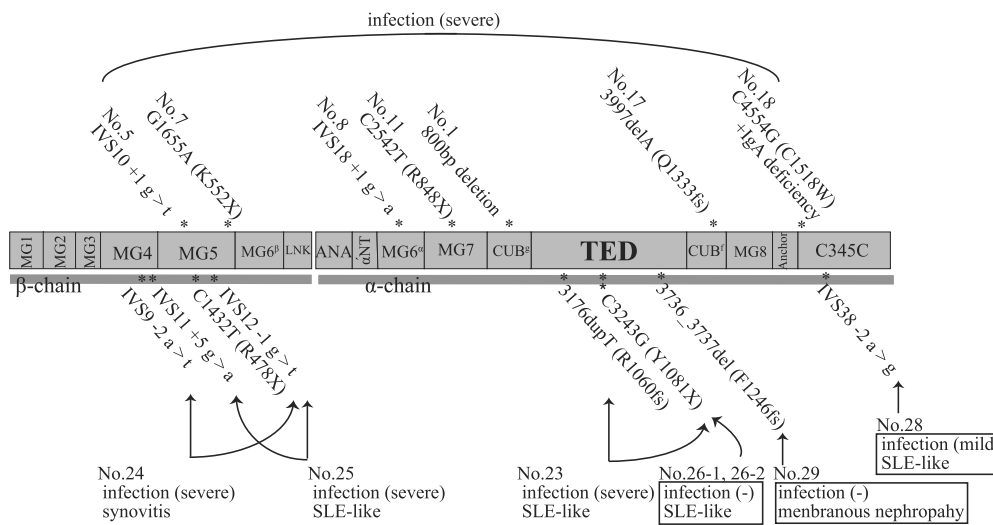 infection (severe)
No.5
IVS10 +1 g > t
No.7
G1655A (K552X)
No.8
IVS18 +1 g > a
No.11
C2542T (R848X)
No.1
800bp deletion
No.17
3997delA (Q1333fs)
No.18
C4554G (C1518W)
+IgA deficiency
* * * * * * *
MG1 MG2 MG3 MG4 MG5 MG6β LNK ANA άNT MG6α MG7 CUBg TED CUBf MG8 Anchor C345C
β-chain
α-chain
** * * * * * * *
IVS9 -2 a > t
IVS11 +5 g > a
C1432T (R478X)
IVS12 -1 g > t
3176dupT (R1060fs)
C3243G (Y1081X)
3736_3737del (F1246fs)
IVS38 -2 a > g
No.24
infection (severe)
synovitis
No.25
infection (severe)
SLE-like
No.23
infection (severe)
SLE-like
No.26-1, 26-2
infection (-)
SLE-like
No.29
infection (-)
menbranous nephropahy
No.28
infection (mild
SLE-like